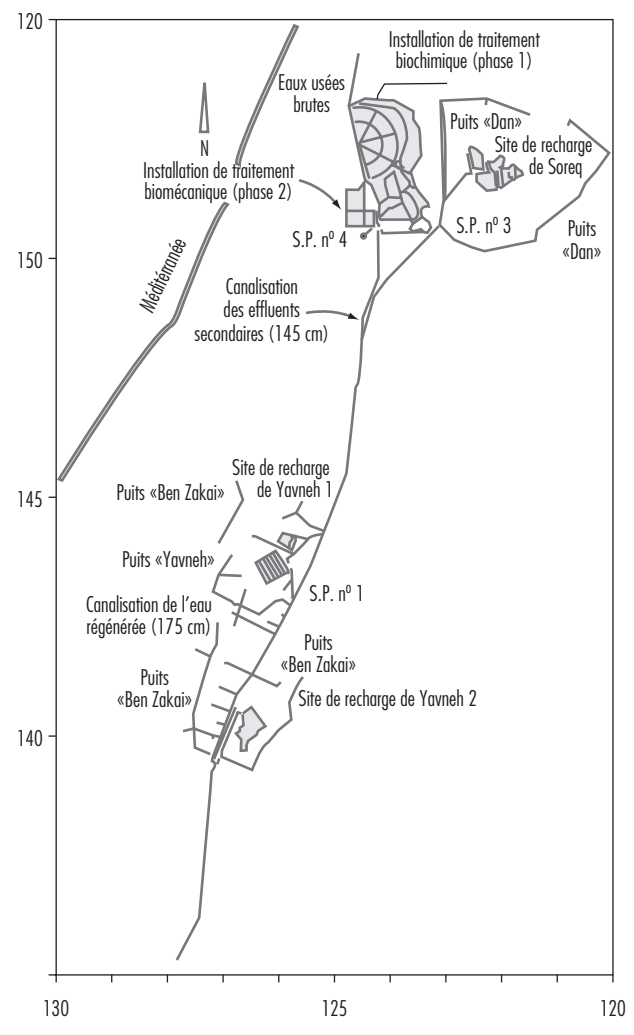 120
Installation de traitement
biochimique (phase 1)
Eaux usées
brutes
Puits «Dan»
Site de recharge
de Soreq
N
Installation de traitement
biomécanique (phase 2)
S.P. nº 4
S.P. nº 3
Puits
«Dan»
150
Méditérranée
Canalisation
des effluents
secondaires (145 cm)
145
Site de recharge
de Yavneh 1
Puits «Ben Zakai»
Puits «Yavneh»
S.P. nº 1
Canalisation de l'eau
régénérée (175 cm)
Puits
«Ben Zakai»
Puits
«Ben Zakai»
Site de recharge de Yavneh 2
140
130
125
120